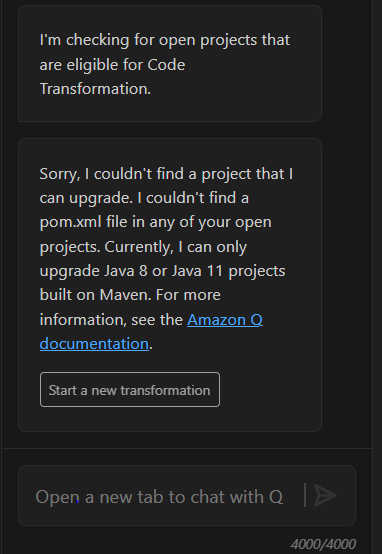 I'm checking for open projects that
are eligible for Code
Transformation.
Sorry, I couldn't find a project that I
can upgrade. I couldn't find a
pom.xml file in any of your open
projects. Currently, I can only
upgrade Java 8 or Java 11 projects
built on Maven. For more
information, see the Amazon Q
documentation.
Start a new transformation
Open a new tab to chat with Q
4000/4000